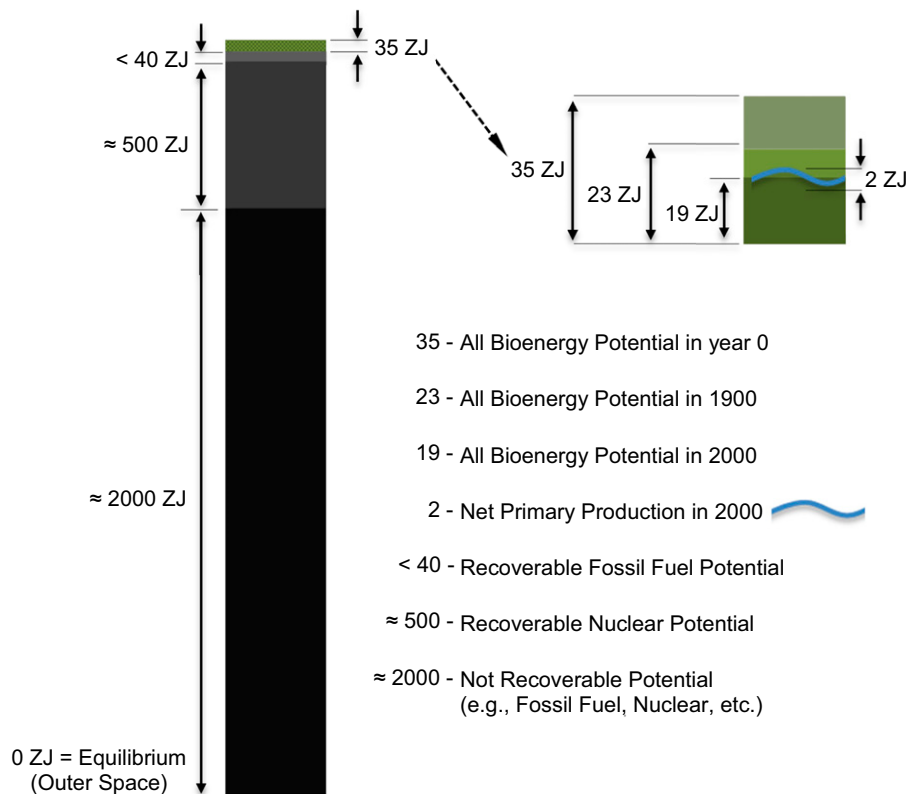 35 ZJ
< 40 ZJ
≈ 500 ZJ
35 ZJ
23 ZJ
19 ZJ
2 ZJ
35 - All Bioenergy Potential in year 0
23 - All Bioenergy Potential in 1900
19 - All Bioenergy Potential in 2000
≈ 2000 ZJ
2 - Net Primary Production in 2000
< 40 - Recoverable Fossil Fuel Potential
≈ 500 - Recoverable Nuclear Potential
≈ 2000 - Not Recoverable Potential
(e.g., Fossil Fuel, Nuclear, etc.)
0 ZJ = Equilibrium
(Outer Space)